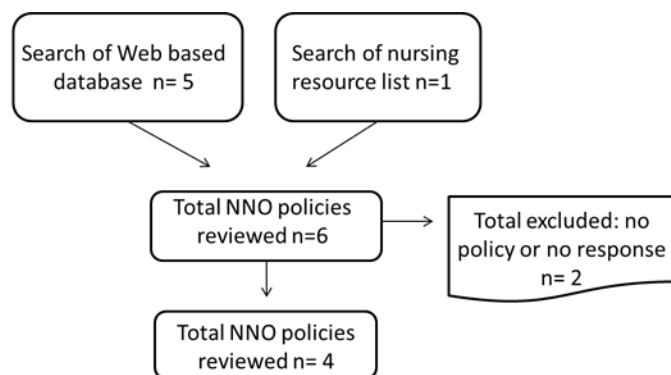 Search of Web based
database n= 5
Search of nursing
resource list n=1
Total NNO policies
reviewed n=6
Total excluded: no
policy or no response
n= 2
Total NNO policies
reviewed n= 4